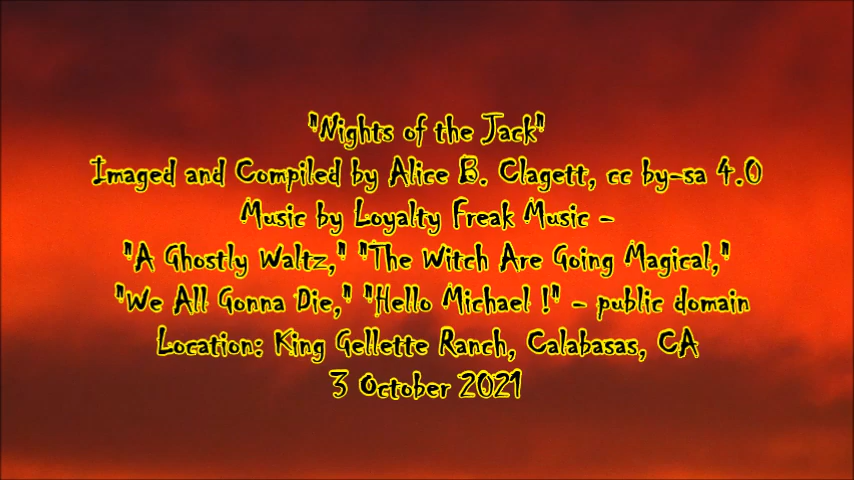 "Nights of the Jack"
Imaged and Compiled by Alice B. Clagett, cc by-sa 4.0
Music by Loyalty Freak Music -
"A Ghostly Waltz," "The Witch Are Going Magical,"
"We All Gonna Die," "Hello Michael !" - public domain
Location: King Gellette Ranch, Calabasas, CA
3 October 2021